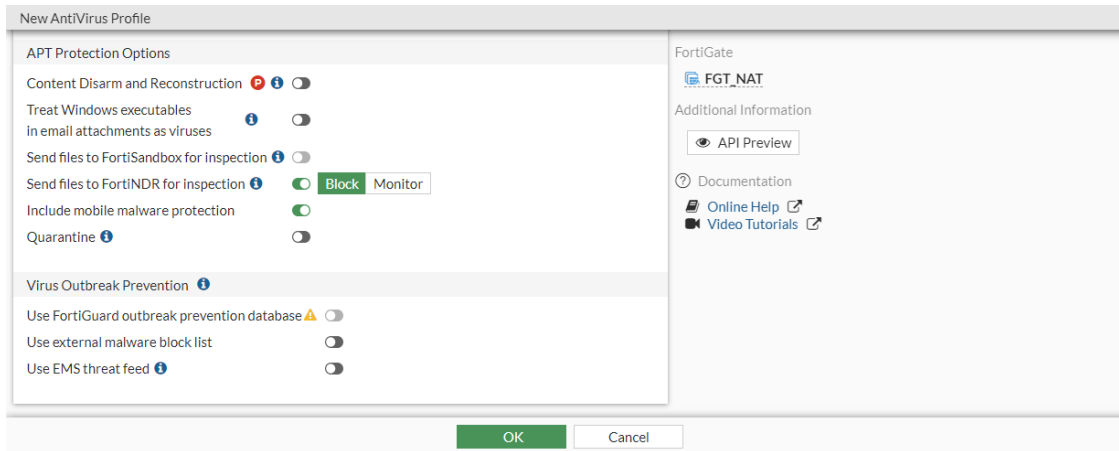 New AntiVirus Profile
APT Protection Options
Content Disarm and Reconstruction P i
Treat Windows executables
in email attachments as viruses i
Send files to FortiSandbox for inspection i
Send files to FortiNDR for inspection i Block Monitor
Include mobile malware protection
Quarantine i
Virus Outbreak Prevention i
Use FortiGuard outbreak prevention database
Use external malware block list
Use EMS threat feed i
FortiGate
FGT_NAT
Additional Information
API Preview
? Documentation
Online Help
Video Tutorials
OK Cancel